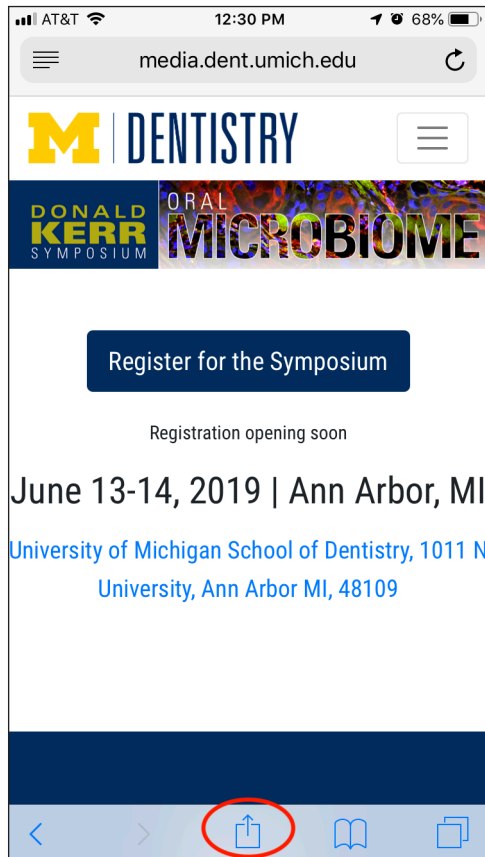 AT&T 12:30 PM 68%
media.dent.umich.edu
M DENTISTRY
DONALD
KERR
SYMPOSIUM
ORAL
MICROBIOME
Register for the Symposium
Registration opening soon
June 13-14, 2019 | Ann Arbor, MI
University of Michigan School of Dentistry, 1011 N
University, Ann Arbor MI, 48109